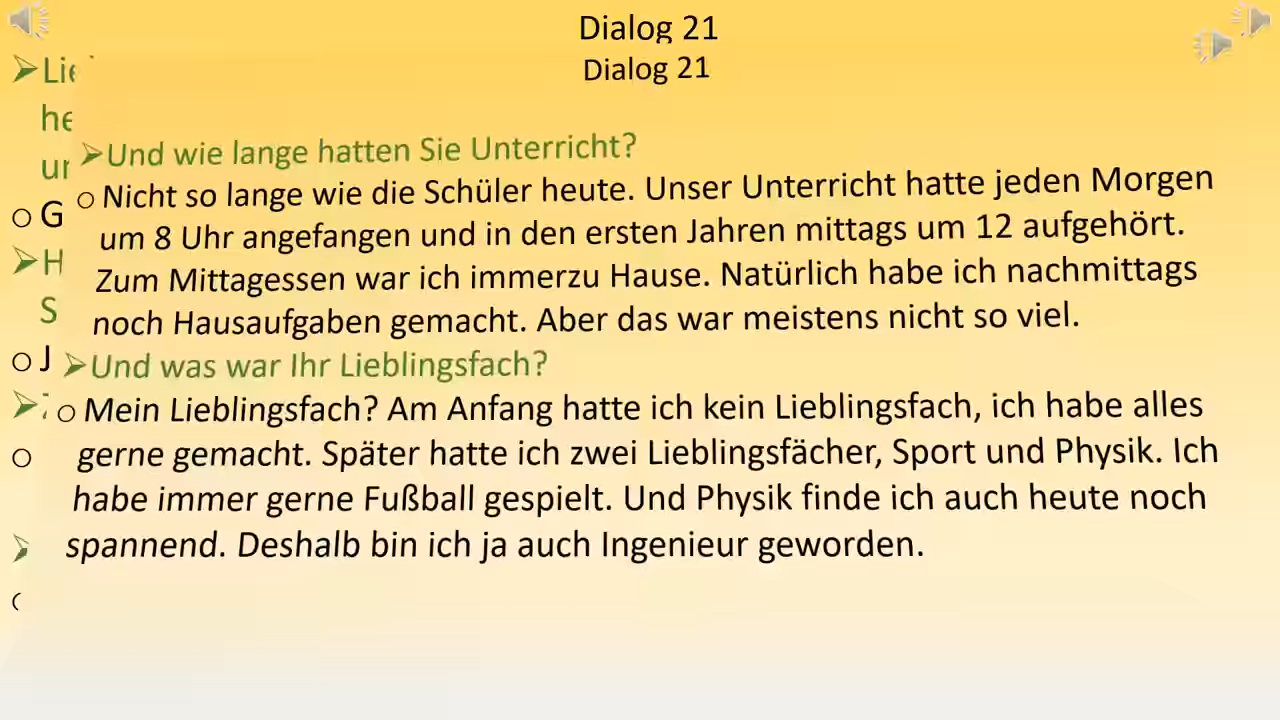 Dialog 21
Dialog 21
➢Und wie lange hatten Sie Unterricht?
o Nicht so lange wie die Schüler heute. Unser Unterricht hatte jeden Morgen
um 8 Uhr angefangen und in den ersten Jahren mittags um 12 aufgehört.
Zum Mittagessen war ich immerzu Hause. Natürlich habe ich nachmittags
noch Hausaufgaben gemacht. Aber das war meistens nicht so viel.
➢Und was war Ihr Lieblingsfach?
o Mein Lieblingsfach? Am Anfang hatte ich kein Lieblingsfach, ich habe alles
gerne gemacht. Später hatte ich zwei Lieblingsfächer, Sport und Physik. Ich
habe immer gerne Fußball gespielt. Und Physik finde ich auch heute noch
spannend. Deshalb bin ich ja auch Ingenieur geworden.